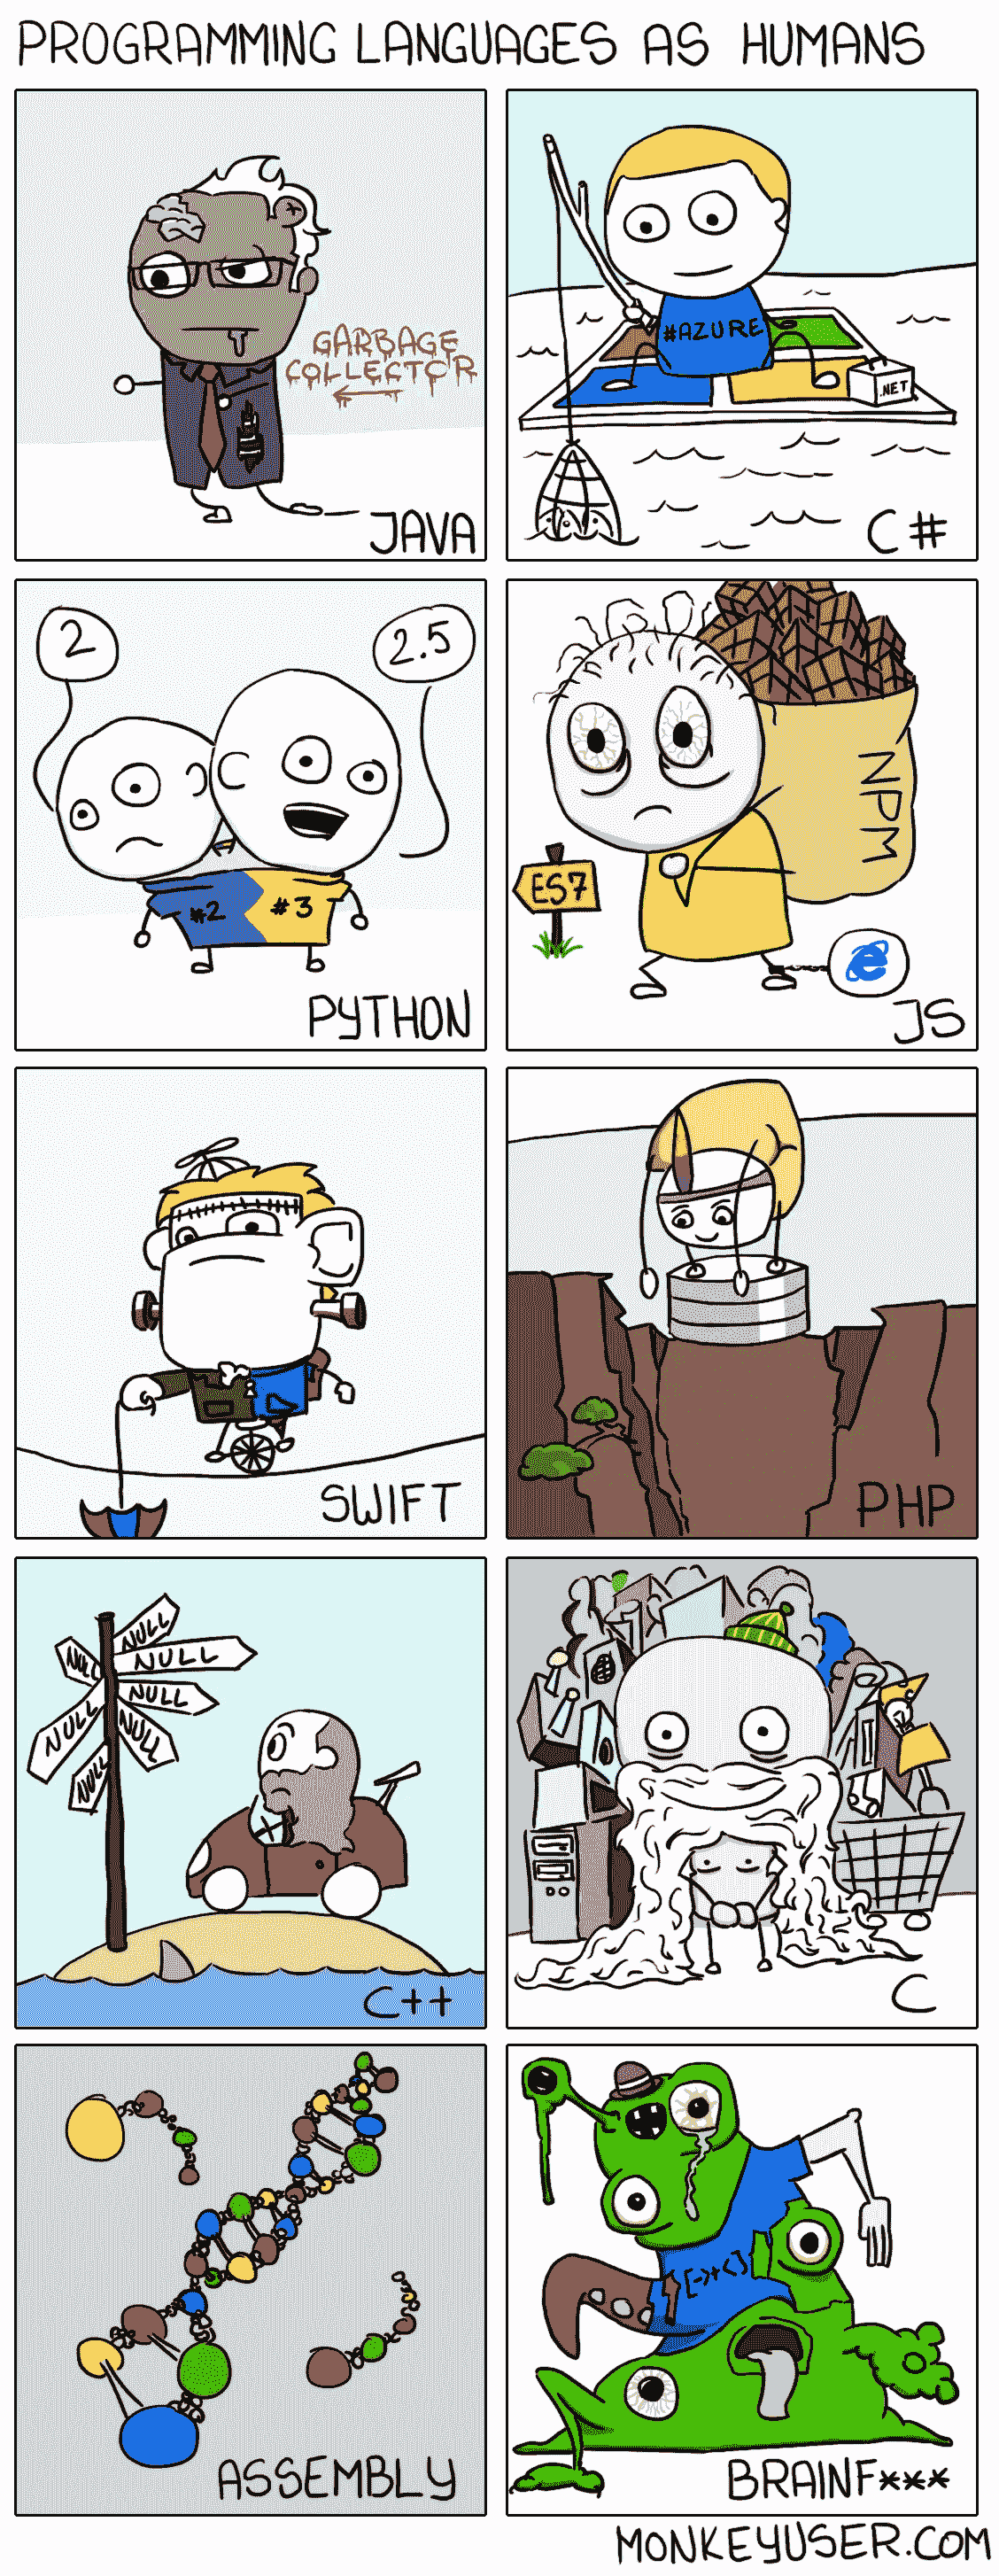 PROGRAMMING LANGUAGES AS HUMANS
GARBAGE
COLLECTOR
JAVA
#AZURE
.NET
C#
2
2.5
#2
#3
PYTHON
NPM
ES7
JS
SWIFT
PHP
NULL
NULL
NULL
NULL
NULL
NULL
NULL
C++
C
ASSEMBLY
[->+<]
BRAINF***
MONKEYUSER.COM